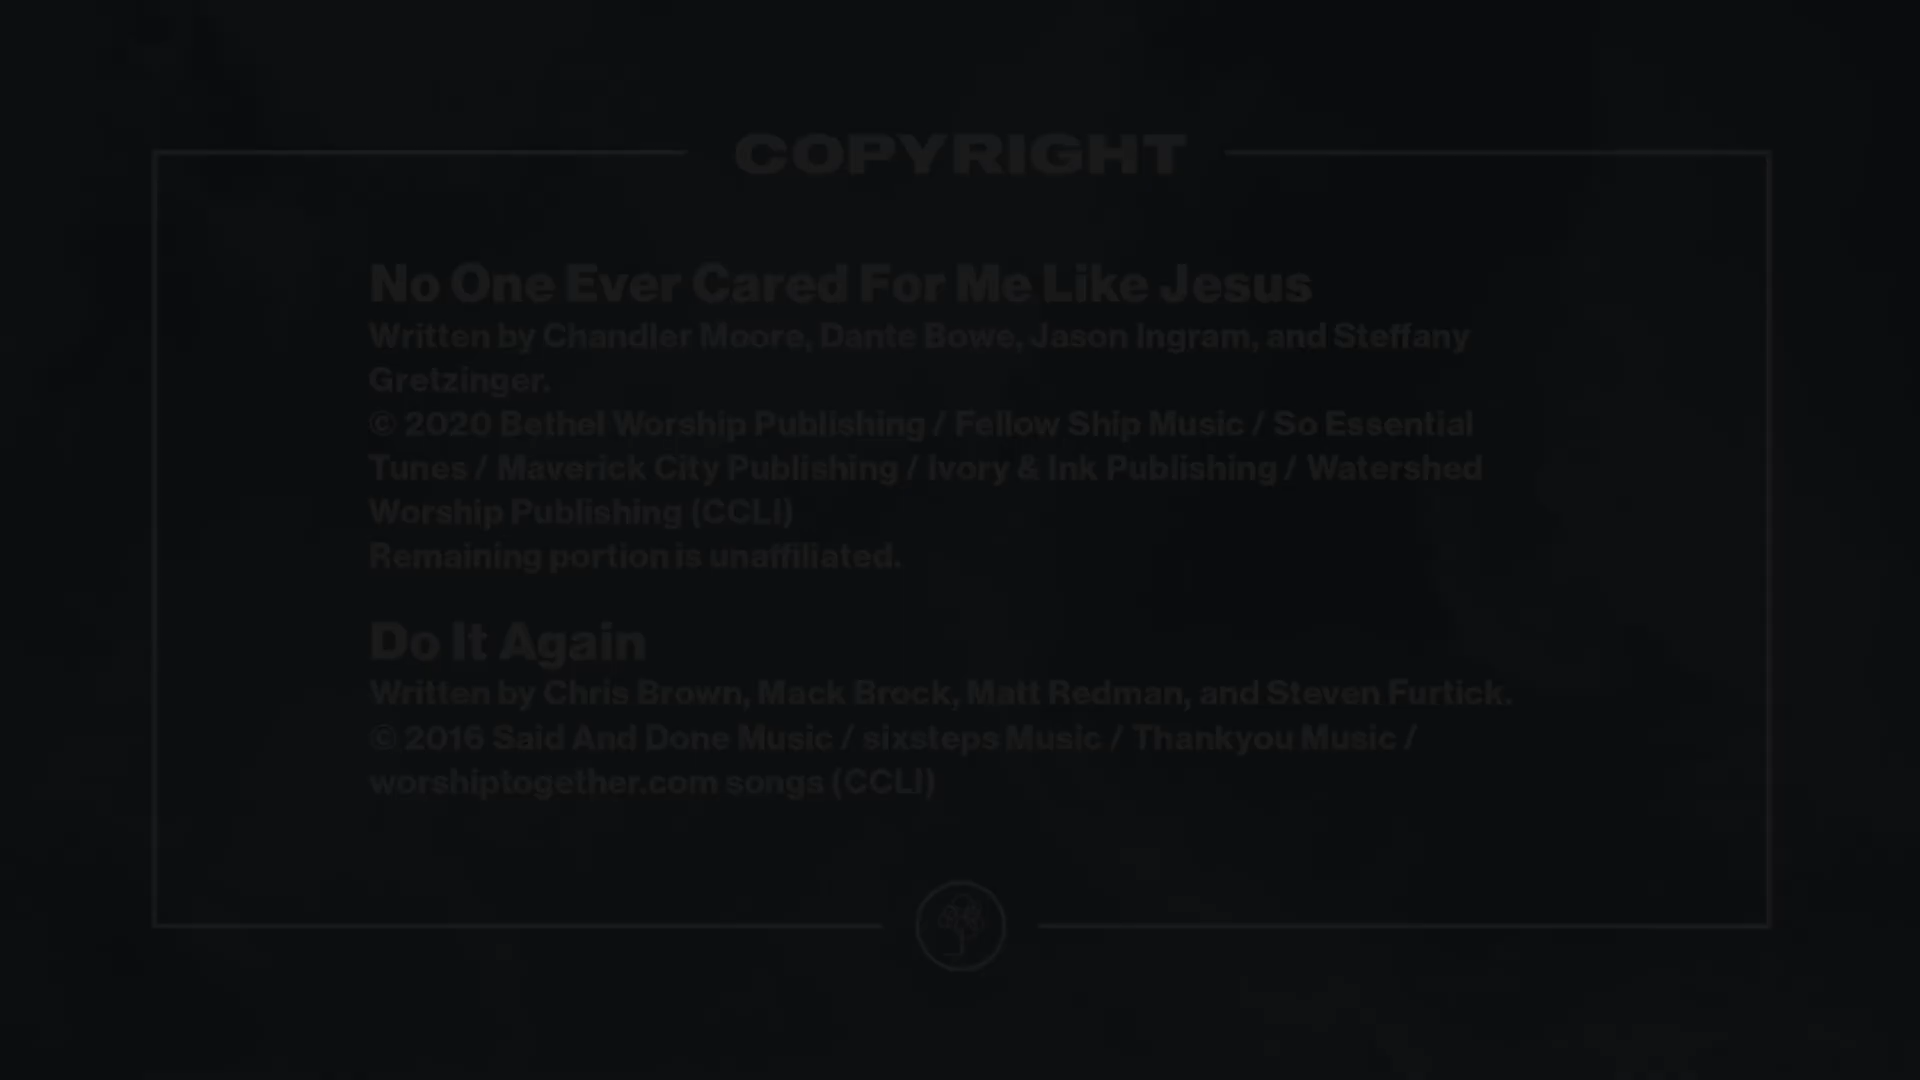 COPYRIGHT
No One Ever Cared For Me Like Jesus
Written by Chandler Moore, Dante Bowe, Jason Ingram, and Steffany
Gretzinger.
© 2020 Bethel Worship Publishing / Fellow Ship Music / So Essential
Tunes / Maverick City Publishing / Ivory & Ink Publishing / Watershed
Worship Publishing (CCLI)
Remaining portion is unaffiliated.
Do It Again
Written by Chris Brown, Mack Brock, Matt Redman, and Steven Furtick.
© 2016 Said And Done Music / sixsteps Music / Thankyou Music /
worshiptogether.com songs (CCLI)